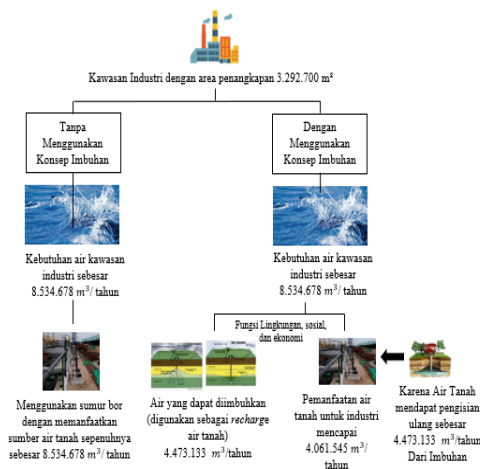 Kawasan Industri dengan area penangkapan 3.292.700 m²
Tanpa
Menggunakan
Konsep Imbuhan
Dengan
Menggunakan
Konsep Imbuhan
Kebutuhan air kawasan
industri sebesar
8.534.678 m³/ tahun
Kebutuhan air kawasan
industri sebesar
8.534.678 m³/ tahun
Fungsi Lingkungan, sosial,
dan ekonomi
Menggunakan sumur bor
dengan memanfaatkan
sumber air tanah sepenuhnya
sebesar 8.534.678 m³/ tahun
Air yang dapat diimbuhkan
(digunakan sebagai recharge
air tanah)
4.473.133 m³/ tahun
Pemanfaatan air
tanah untuk industri
mencapai
4.061.545 m³/
tahun
Karena Air Tanah
mendapat pengisian
ulang sebesar
4.473.133 m³/tahun
Dari Imbuhan